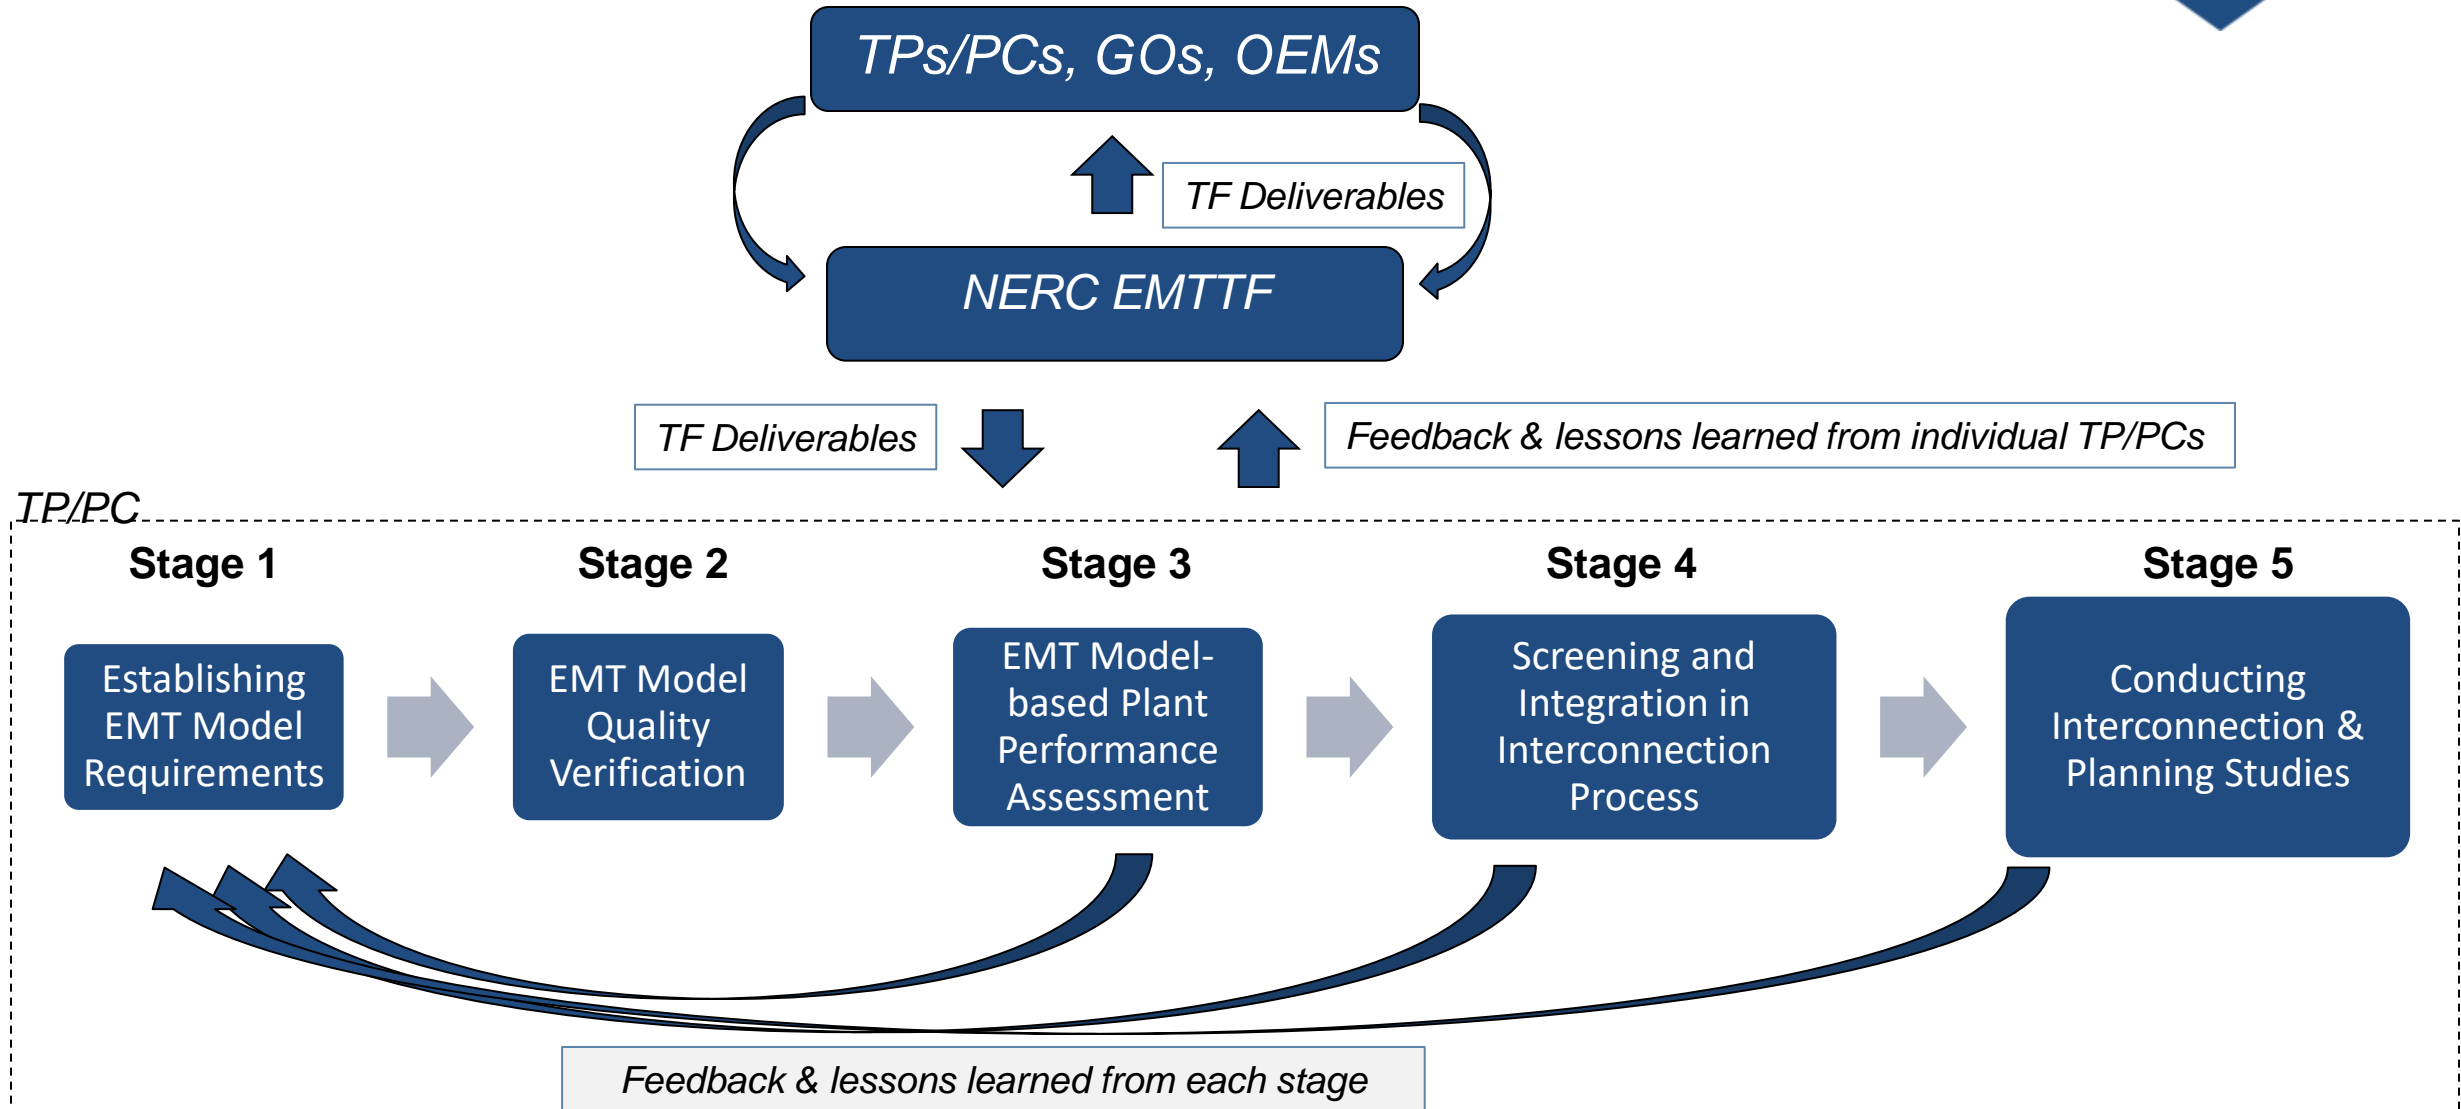 TPs/PCs, GOs, OEMs
TF Deliverables
NERC EMTTF
TF Deliverables
Feedback & lessons learned from individual TP/PCs
TP/PC
Stage 1
Stage 2
Stage 3
Stage 4
Stage 5
Establishing
EMT Model
Requirements
EMT Model
Quality
Verification
EMT Model-
based Plant
Performance
Assessment
Screening and
Integration in
Interconnection
Process
Conducting
Interconnection &
Planning Studies
Feedback & lessons learned from each stage